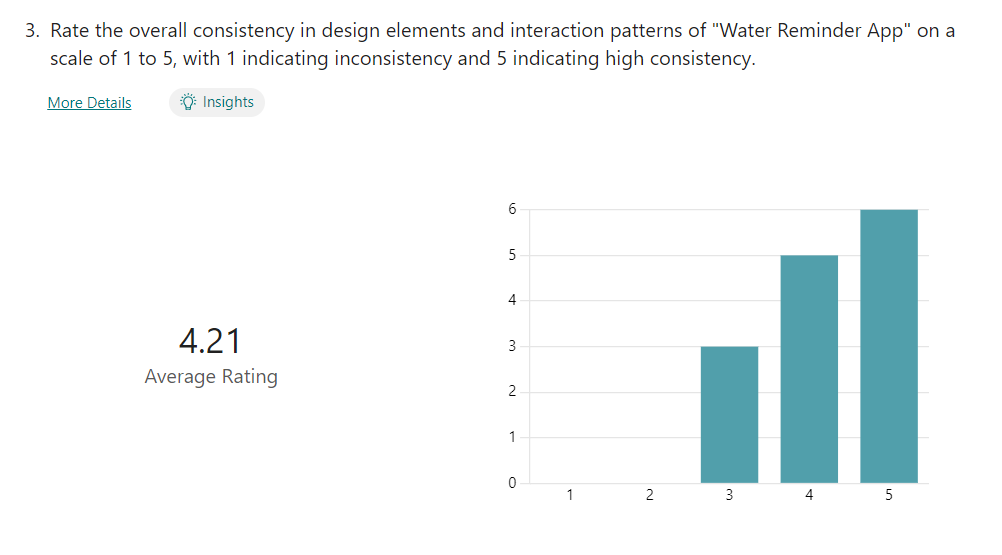 3. Rate the overall consistency in design elements and interaction patterns of "Water Reminder App" on a
scale of 1 to 5, with 1 indicating inconsistency and 5 indicating high consistency.
More Details
Insights
4.21
Average Rating
6
5
4
3
2
1
0
1 2 3 4 5